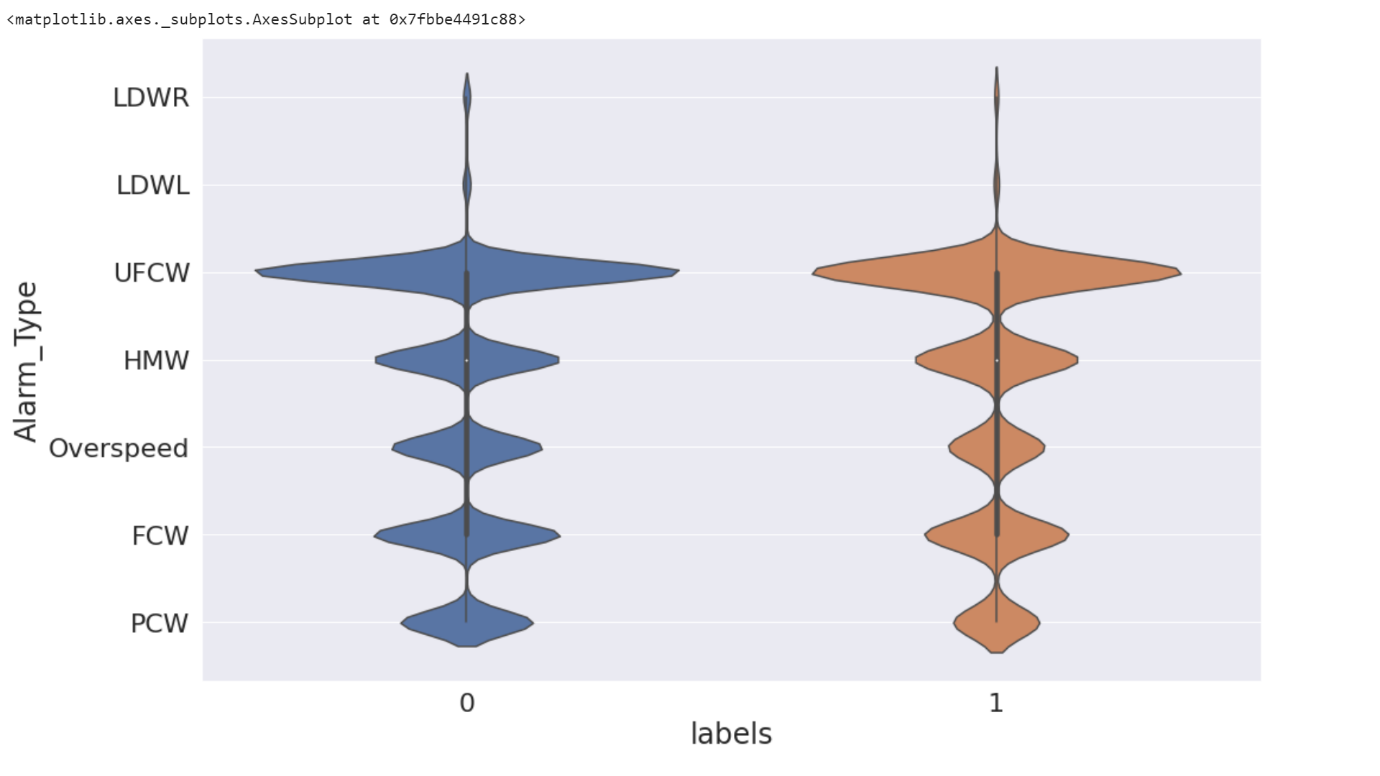 <matplotlib.axes._subplots.AxesSubplot at 0x7fbbe4491c88>
LDWR
LDWL
UFCW
HMW
Overspeed
FCW
PCW
Alarm_Type
0 1
labels